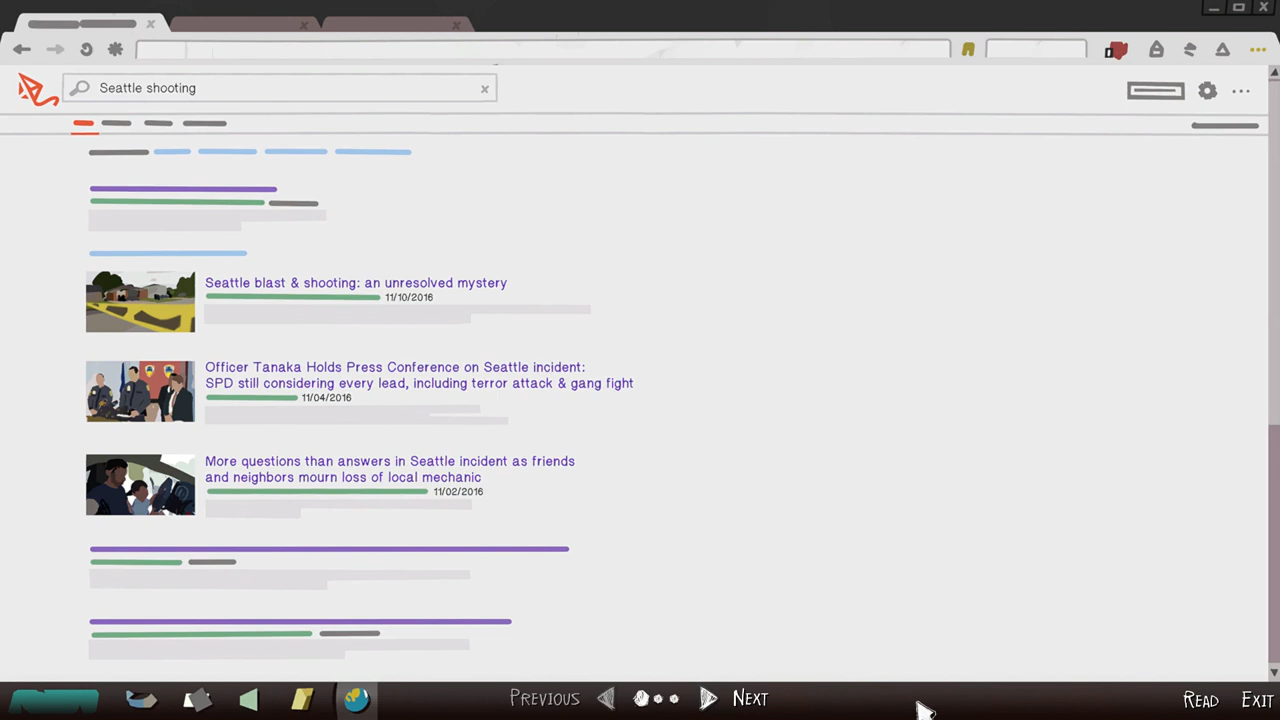 Seattle shooting
Seattle blast & shooting: an unresolved mystery
11/10/2016
Officer Tanaka Holds Press Conference on Seattle incident:
SPD still considering every lead, including terror attack & gang fight
11/04/2016
More questions than answers in Seattle incident as friends
and neighbors mourn loss of local mechanic
11/02/2016
PREVIOUS
NEXT
READ
EXIT